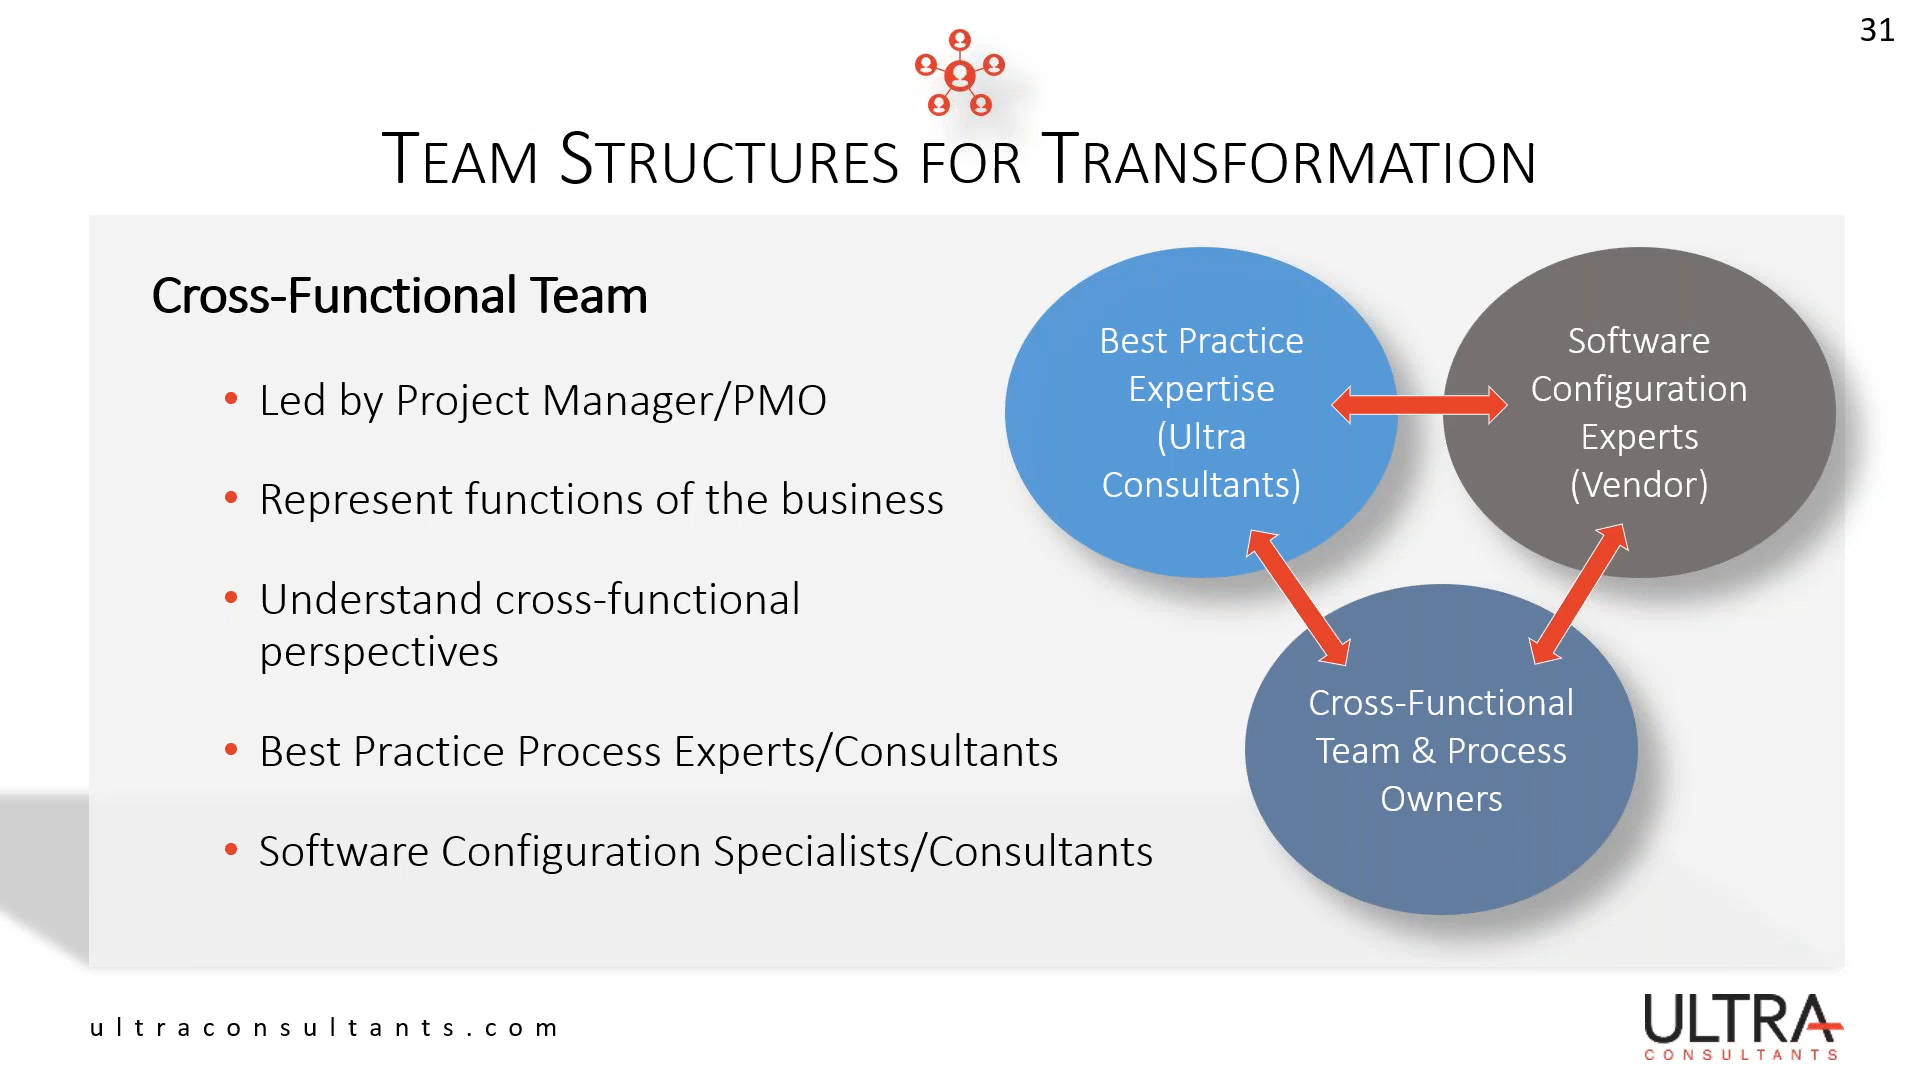 31
TEAM STRUCTURES FOR TRANSFORMATION
Cross-Functional Team
• Led by Project Manager/PMO
• Represent functions of the business
• Understand cross-functional
perspectives
• Best Practice Process Experts/Consultants
• Software Configuration Specialists/Consultants
Best Practice
Expertise
(Ultra
Consultants)
Software
Configuration
Experts
(Vendor)
Cross-Functional
Team & Process
Owners
ultraconsultants.com
ULTRA
CONSULTANTS